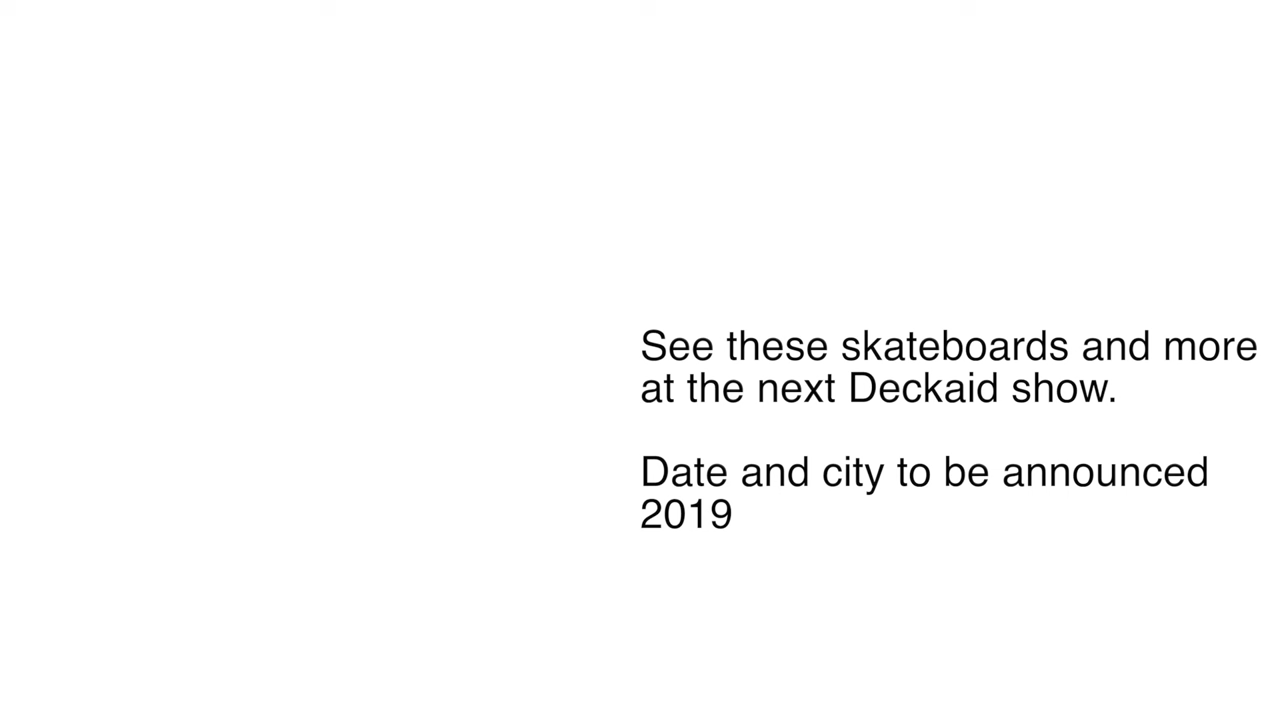 See these skateboards and more
at the next Deckaid show.
Date and city to be announced
2019